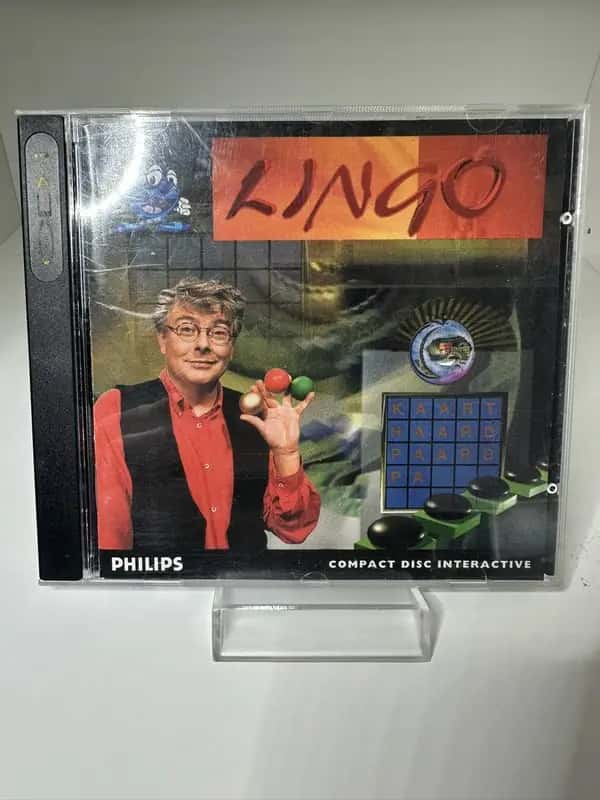 LINGO
KAART
HAARD
PAARD
PA
PHILIPS
COMPACT DISC INTERACTIVE